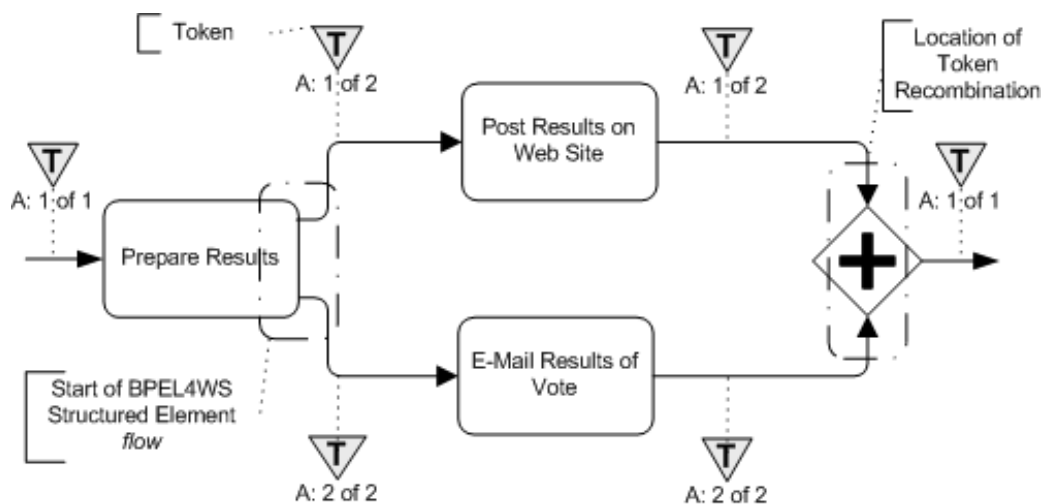 Token
T
A: 1 of 2
T
A: 1 of 2
Location of
Token
Recombination
T
A: 1 of 1
Post Results on
Web Site
T
A: 1 of 1
Prepare Results
Start of BPEL4WS
Structured Element
flow
E-Mail Results of
Vote
T
A: 2 of 2
T
A: 2 of 2